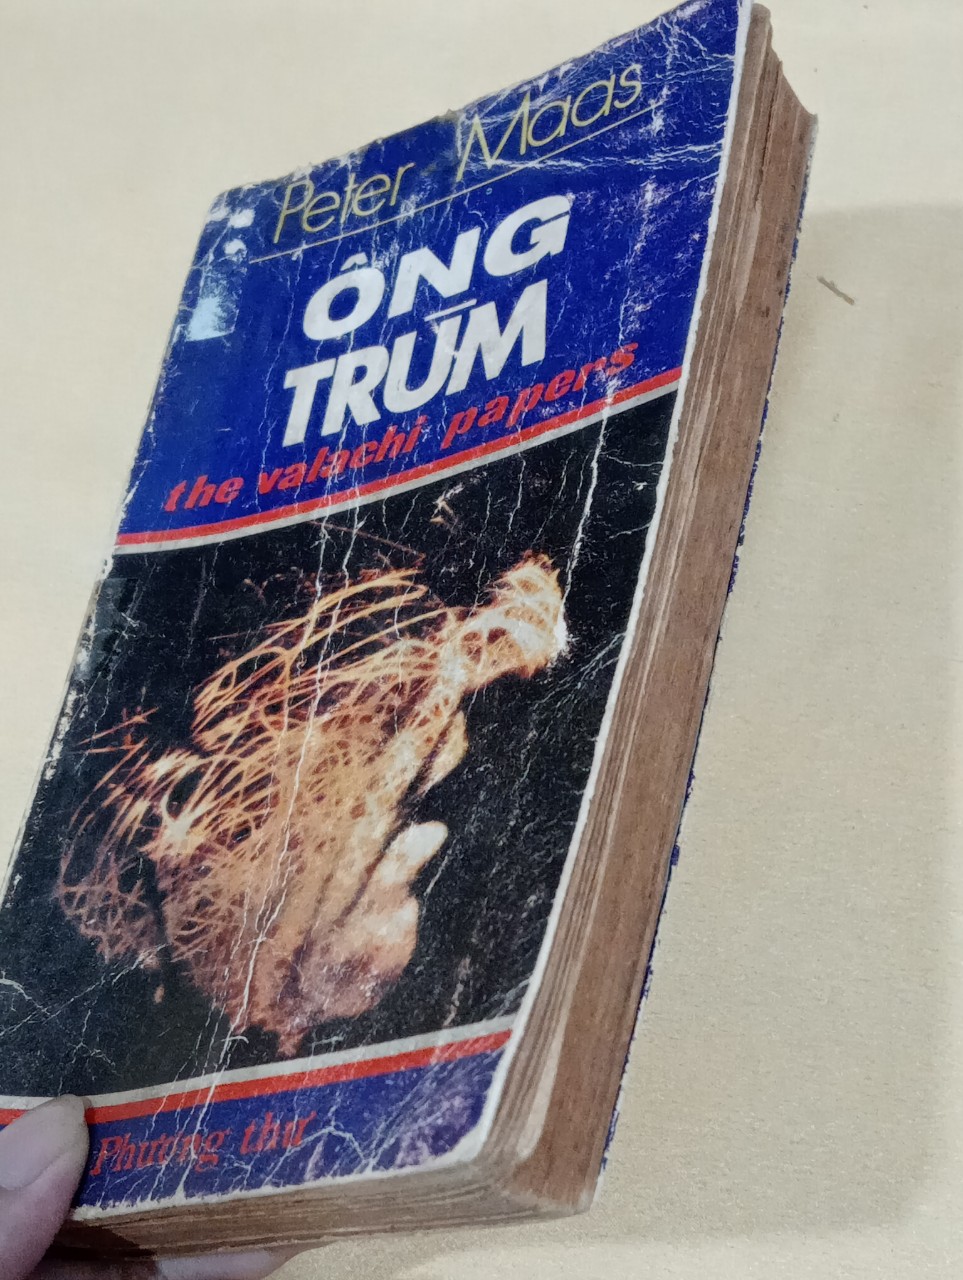 Peter Maas
ÔNG
TRÙM
the valachi papers
Phương thư